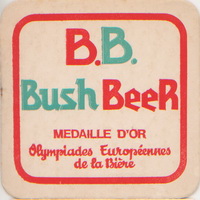 B.B.
Bush BeeR
MEDAILLE D'OR
Olympiades Européennes
de la Bière